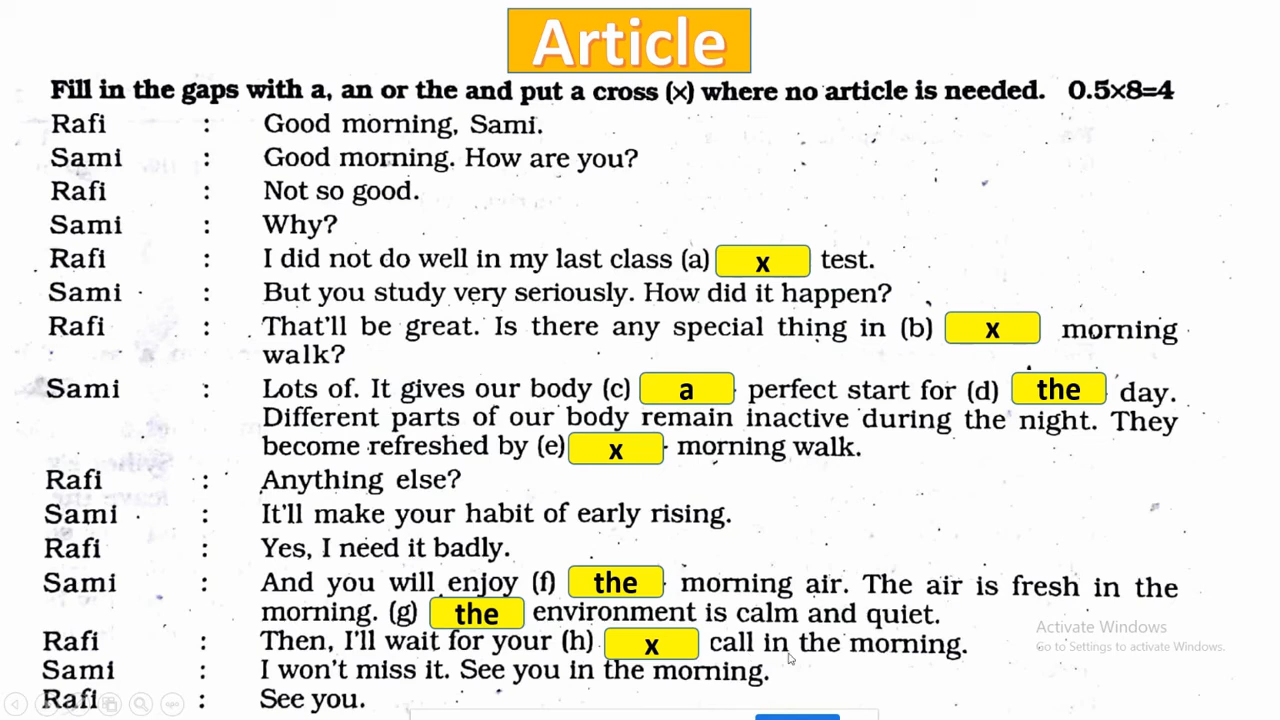 Article
Fill in the gaps with a, an or the and put a cross (×) where no article is needed. 0.5×8=4
Rafi : Good morning, Sami.
Sami : Good morning. How are you?
Rafi : Not so good.
Sami : Why?
Rafi : I did not do well in my last class (a) x test.
Sami : But you study very seriously. How did it happen?
Rafi : That'll be great. Is there any special thing in (b) x morning
walk?
Sami : Lots of. It gives our body (c) a perfect start for (d) the day.
Different parts of our body remain inactive during the night. They
become refreshed by (e) x morning walk.
Rafi : Anything else?
Sami : It'll make your habit of early rising.
Rafi : Yes, I need it badly.
Sami : And you will enjoy (f) the morning air. The air is fresh in the
morning. (g) the environment is calm and quiet.
Rafi : Then, I'll wait for your (h) x call in the morning.
Sami : I won't miss it. See you in the morning.
Rafi : See you.
Activate Windows
Go to Settings to activate Windows.